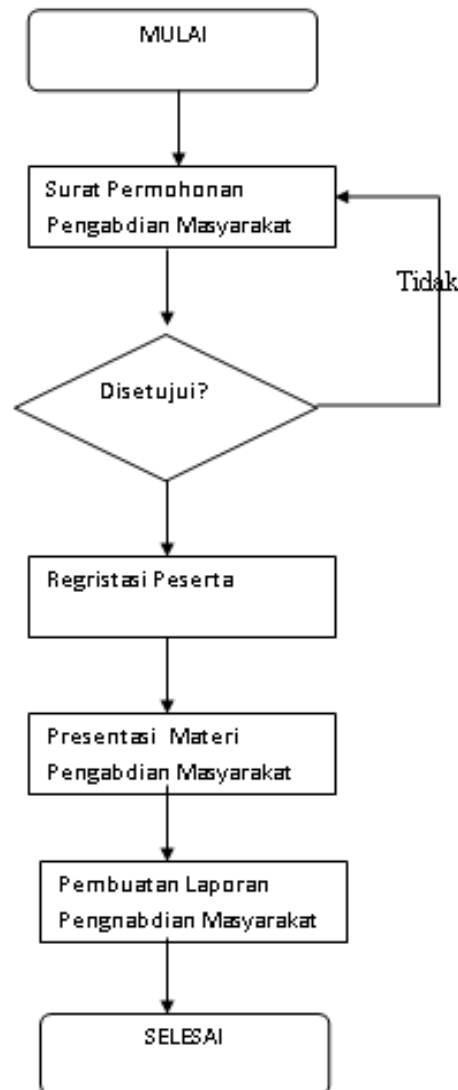 MULAI
Surat Permohonan
Pengabdian Masyarakat
Tidak
Disetujui?
Regristasi Peserta
Presentasi Materi
Pengabdian Masyarakat
Pembuatan Laporan
Pengnabdian Masyarakat
SELESAI